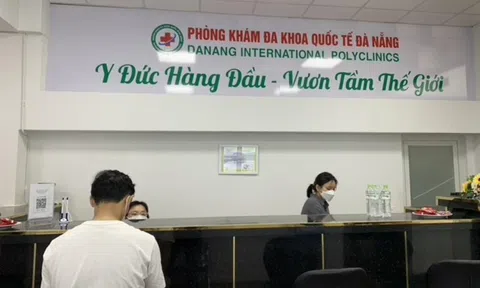 PHÒNG KHÁM ĐA KHOA QUỐC TẾ ĐÀ NẴNG
DANANG INTERNATIONAL POLYCLINICS
Y Đức Hàng Đầu - Vươn Tầm Thế Giới